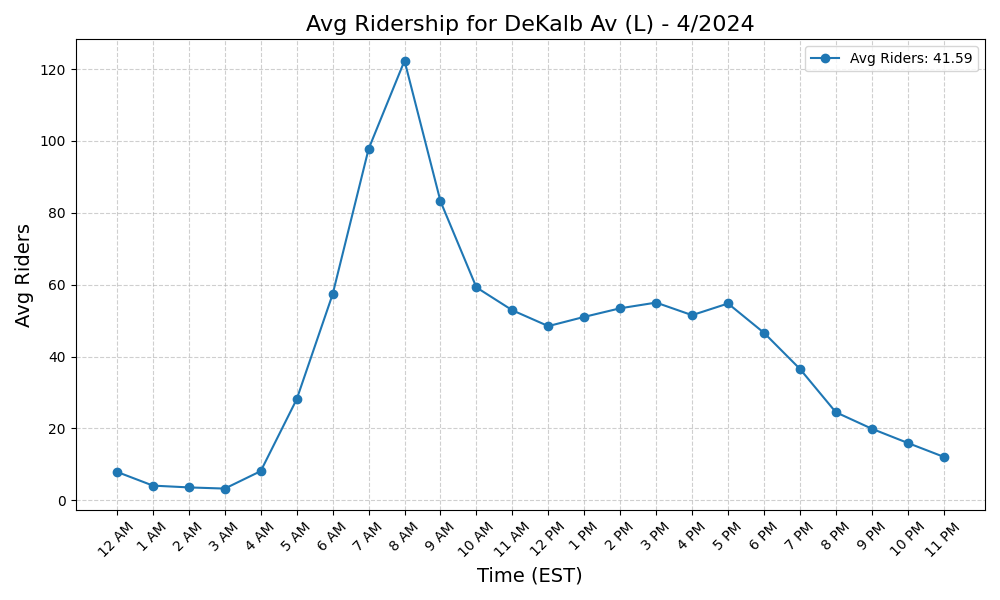 Avg Ridership for DeKalb Av (L) - 4/2024
Avg Riders: 41.59
Avg Riders
120
100
80
60
40
20
0
12 AM
1 AM
2 AM
3 AM
4 AM
5 AM
6 AM
7 AM
8 AM
9 AM
10 AM
11 AM
12 PM
1 PM
2 PM
3 PM
4 PM
5 PM
6 PM
7 PM
8 PM
9 PM
10 PM
11 PM
Time (EST)